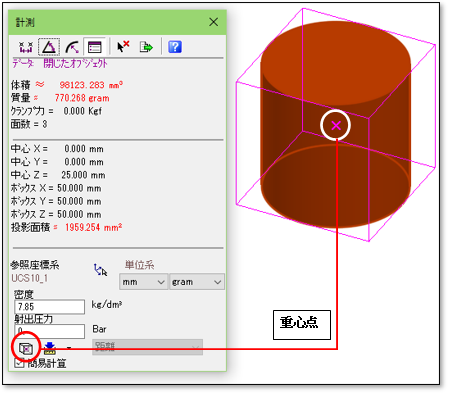 計測
データ: 閉じたオブジェクト
体積 ≈ 98123.283 mm³
質量 = 770.268 gram
クランプ力 = 0.000 Kgf
面数 = 3
中心 X = 0.000 mm
中心 Y = 0.000 mm
中心 Z = 25.000 mm
ボックス X = 50.000 mm
ボックス Y = 50.000 mm
ボックス Z = 50.000 mm
投影面積 = 1959.254 mm²
参照座標系 単位系
UCS10_1 mm gram
密度
7.85 kg/dm³
射出圧力
0 Bar
距離
簡易計算
重心点